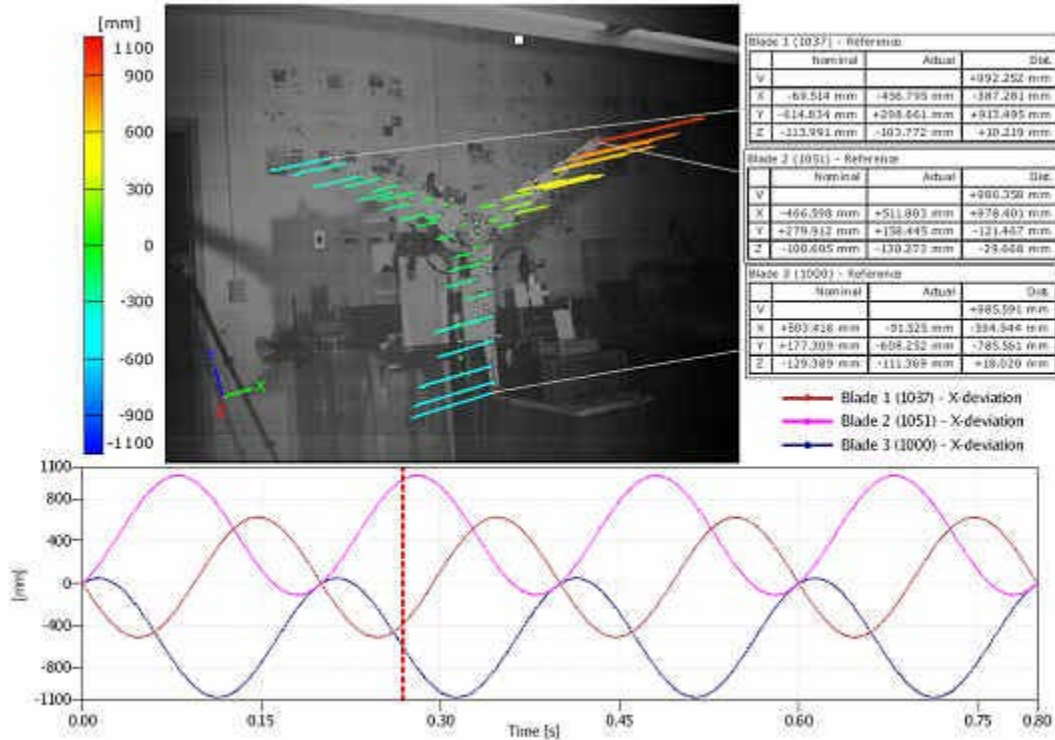 [mm]
1100
900
600
300
0
-300
-600
-900
-1100
X
Blade 1 (1037) - Reference
Nominal Actual Dist.
V +992.252 mm
X -69.514 mm -456.795 mm -387.281 mm
Y -614.834 mm +298.661 mm +913.495 mm
Z -113.991 mm -103.772 mm +10.219 mm
Blade 2 (1051) - Reference
Nominal Actual Dist.
V +986.358 mm
X -466.598 mm +511.803 mm +978.401 mm
Y +279.912 mm +158.445 mm -121.467 mm
Z -100.605 mm -130.273 mm -29.668 mm
Blade 3 (1000) - Reference
Nominal Actual Dist.
V +985.591 mm
X +503.418 mm -91.525 mm -594.944 mm
Y +177.309 mm -608.252 mm -785.561 mm
Z -129.389 mm -111.369 mm +18.020 mm
Blade 1 (1037) - X-deviation
Blade 2 (1051) - X-deviation
Blade 3 (1000) - X-deviation
1100
800
400
0
-400
-800
-1100
[mm]
0.00 0.15 0.30 0.45 0.60 0.75 0.80
Time [s]